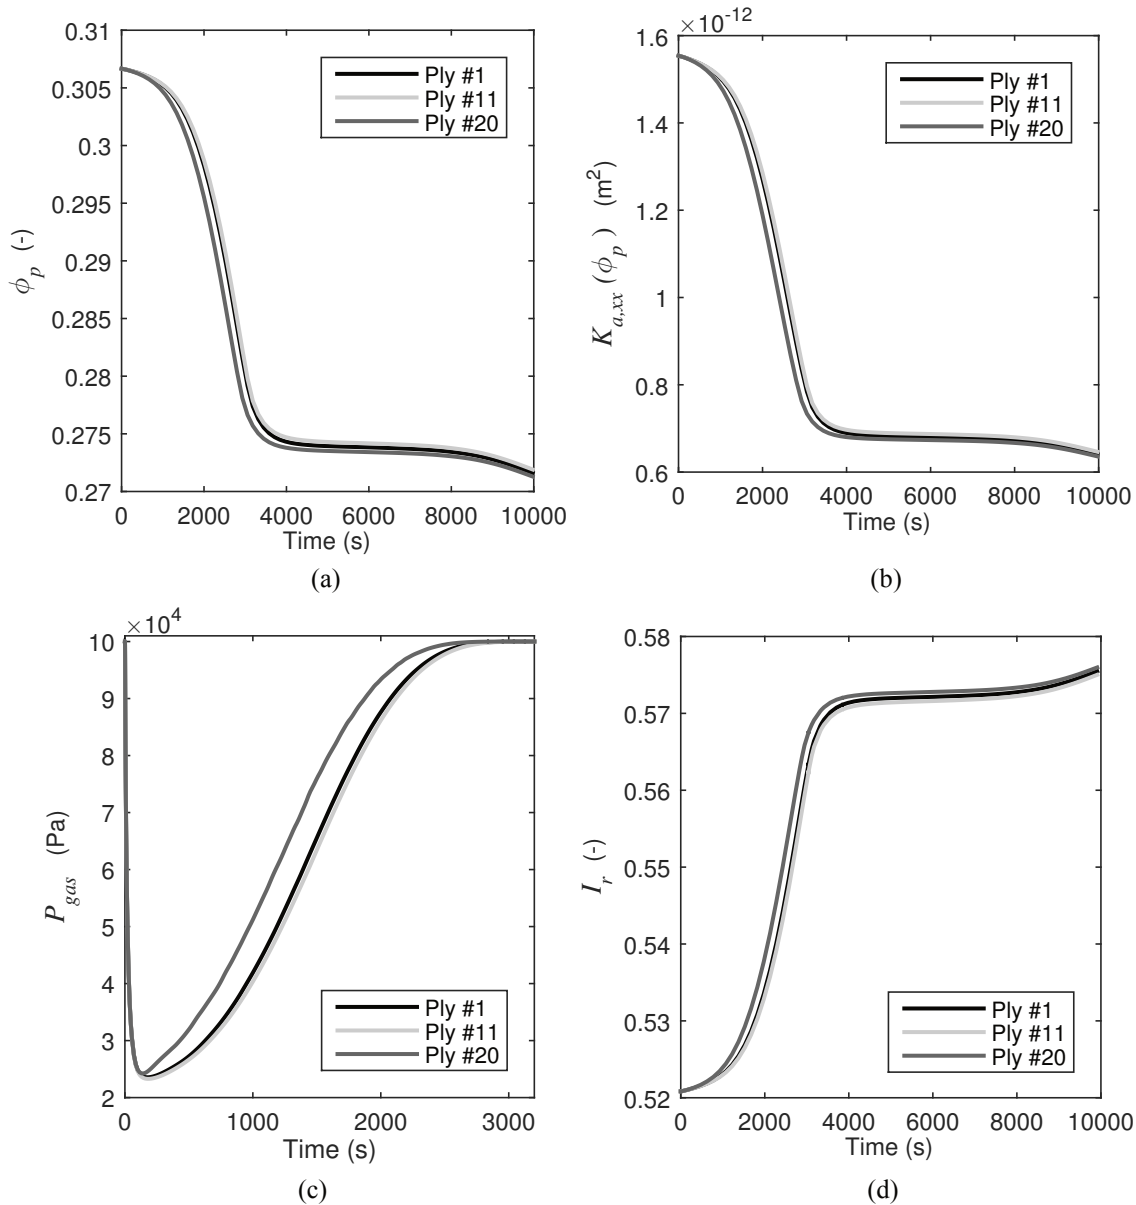 0.31
0.305
0.3
0.295
0.29
0.285
0.28
0.275
0.27
ϕp (-)
0 2000 4000 6000 8000 10000
Time (s)
Ply #1
Ply #11
Ply #20
(a)
×10-12
1.6
1.4
1.2
1
0.8
0.6
Ka,xx (ϕp) (m2)
0 2000 4000 6000 8000 10000
Time (s)
Ply #1
Ply #11
Ply #20
(b)
×104
10
9
8
7
6
5
4
3
2
Pgas (Pa)
0 1000 2000 3000
Time (s)
Ply #1
Ply #11
Ply #20
(c)
0.58
0.57
0.56
0.55
0.54
0.53
0.52
Ir (-)
0 2000 4000 6000 8000 10000
Time (s)
Ply #1
Ply #11
Ply #20
(d)